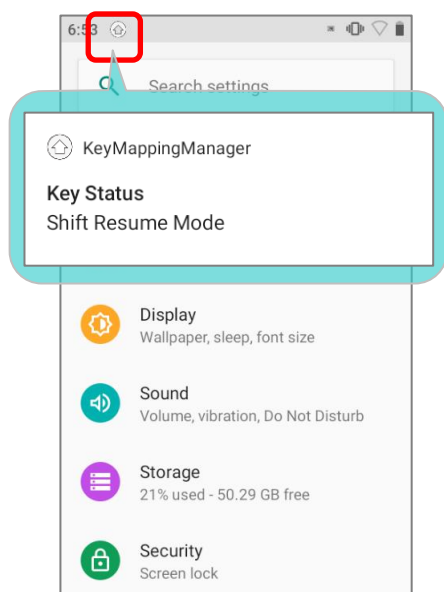 6:53
Search settings
KeyMappingManager
Key Status
Shift Resume Mode
Display
Wallpaper, sleep, font size
Sound
Volume, vibration, Do Not Disturb
Storage
21% used - 50.29 GB free
Security
Screen lock